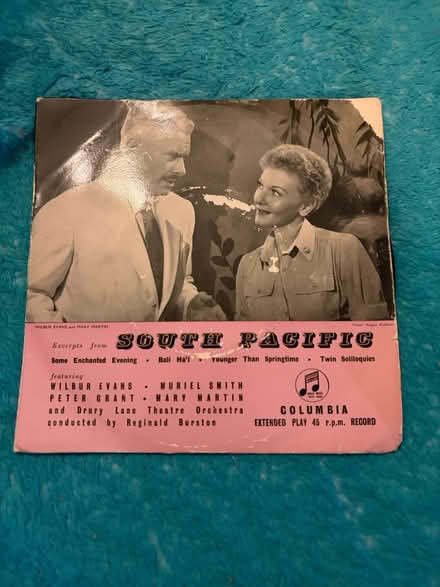 WILBUR EVANS and MARY MARTIN
Excerpts from SOUTH PACIFIC
Some Enchanted Evening • Bali Ha'i • Younger Than Springtime • Twin Soliloquies
featuring
WILBUR EVANS • MURIEL SMITH
PETER GRANT • MARY MARTIN
and Drury Lane Theatre Orchestra
conducted by Reginald Burston
COLUMBIA
EXTENDED PLAY 45 r.p.m. RECORD